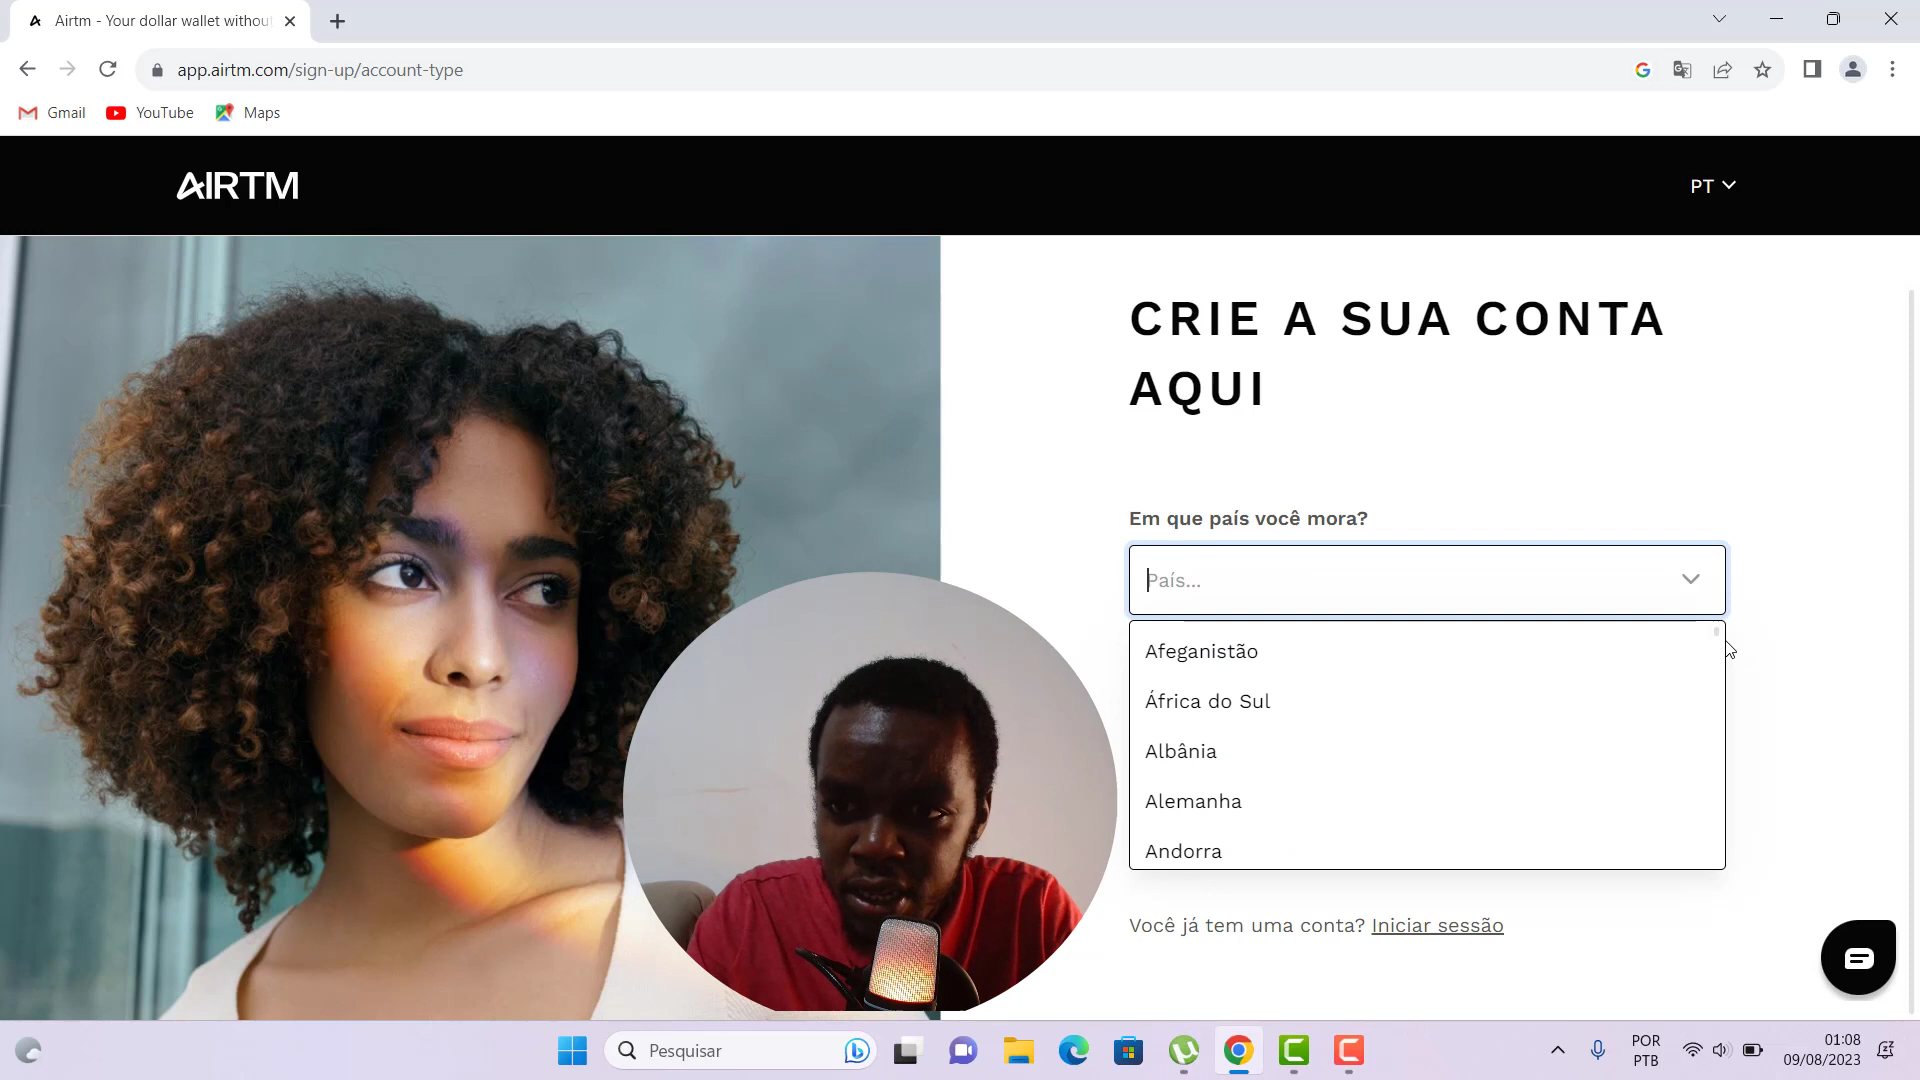 Airtm - Your dollar wallet withou
app.airtm.com/sign-up/account-type
Gmail
YouTube
Maps
AIRTM
PT
CRIE A SUA CONTA
AQUI
Em que país você mora?
País...
Afeganistão
África do Sul
Albânia
Alemanha
Andorra
Você já tem uma conta? Iniciar sessão
Pesquisar
POR
PTB
01:08
09/08/2023